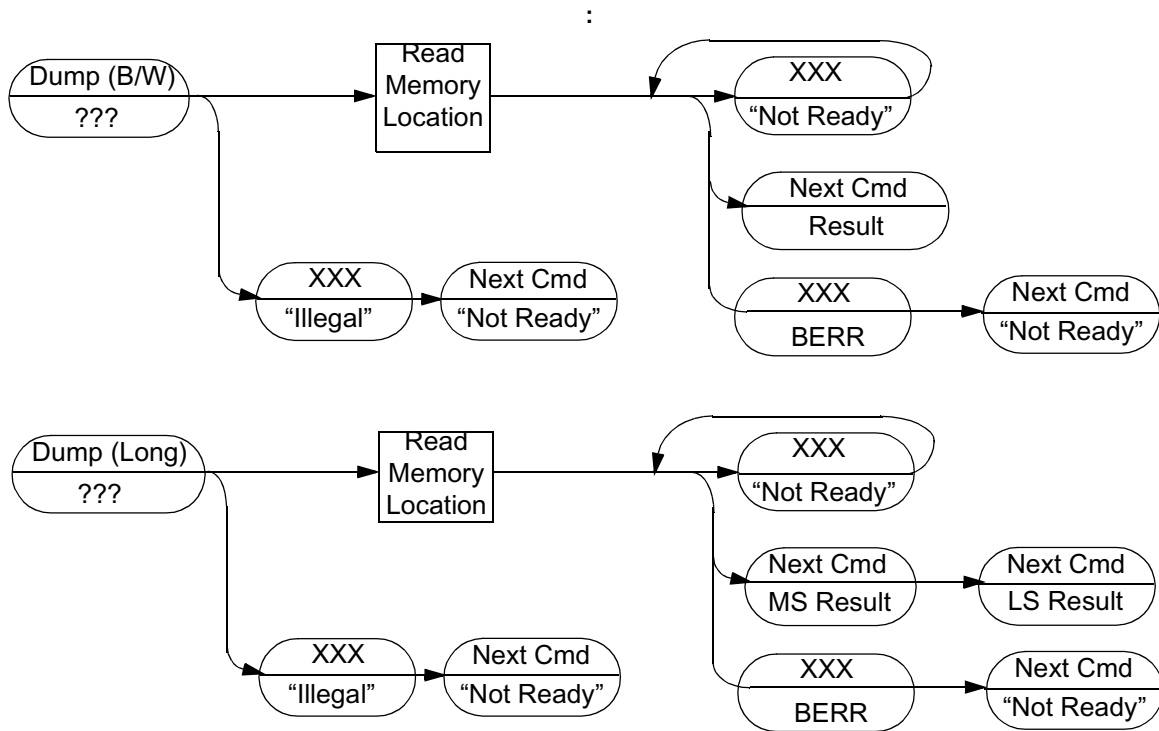 :
Dump (B/W)
???
Read
Memory
Location
XXX
“Not Ready”
Next Cmd
Result
XXX
“Illegal”
Next Cmd
“Not Ready”
XXX
BERR
Next Cmd
“Not Ready”
Dump (Long)
???
Read
Memory
Location
XXX
“Not Ready”
Next Cmd
MS Result
Next Cmd
LS Result
XXX
“Illegal”
Next Cmd
“Not Ready”
XXX
BERR
Next Cmd
“Not Ready”